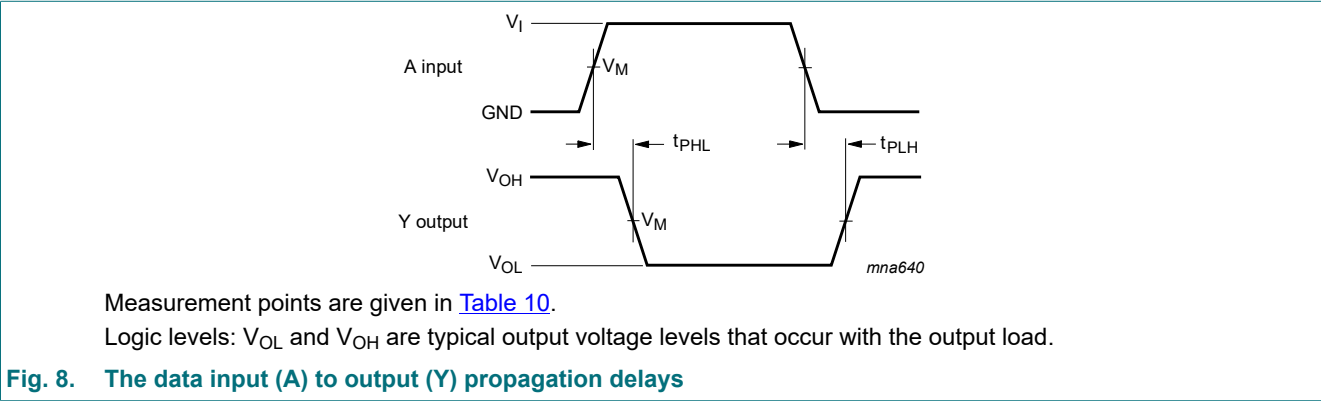 V_I
A input
V_M
GND
t_PHL
t_PLH
V_OH
Y output
V_M
V_OL
mna640
Measurement points are given in Table 10.
Logic levels: V_OL and V_OH are typical output voltage levels that occur with the output load.
Fig. 8. The data input (A) to output (Y) propagation delays